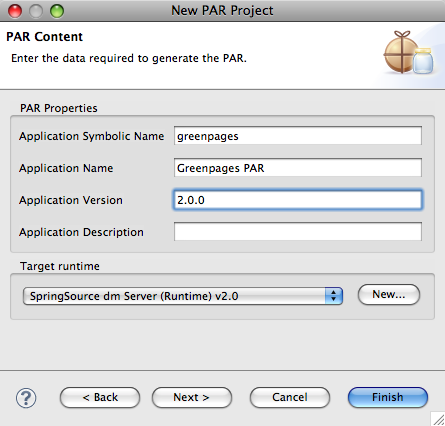 New PAR Project
PAR Content
Enter the data required to generate the PAR.
PAR Properties
Application Symbolic Name greenpages
Application Name Greenpages PAR
Application Version 2.0.0
Application Description
Target runtime
SpringSource dm Server (Runtime) v2.0 New...
? < Back Next > Cancel Finish